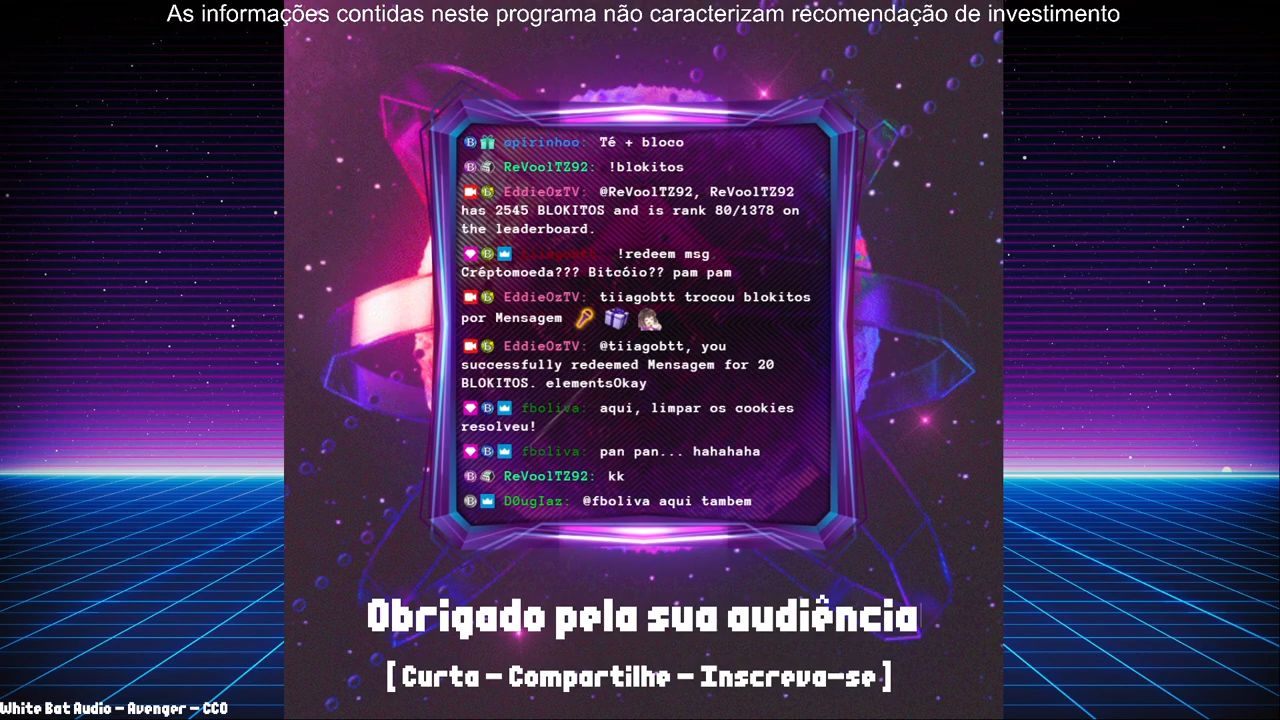 As informações contidas neste programa não caracterizam recomendação de investimento
opirinhoo: Té + bloco
ReVoolTZ92: !blokitos
EddieOzTV: @ReVoolTZ92, ReVoolTZ92
has 2545 BLOKITOS and is rank 80/1378 on
the leaderboard.
tiiagobtt: !redeem msg
Crêptomoeda??? Bitcóio?? pam pam
EddieOzTV: tiiagobtt trocou blokitos
por Mensagem
EddieOzTV: @tiiagobtt, you
successfully redeemed Mensagem for 20
BLOKITOS. elementsOkay
fboliva: aqui, limpar os cookies
resolveu!
fboliva: pan pan... hahahaha
ReVoolTZ92: kk
D0ugIaz: @fboliva aqui tambem
Obrigado pela sua audiência
[ Curta - Compartilhe - Inscreva-se ]
White Bat Audio - Avenger - CC0